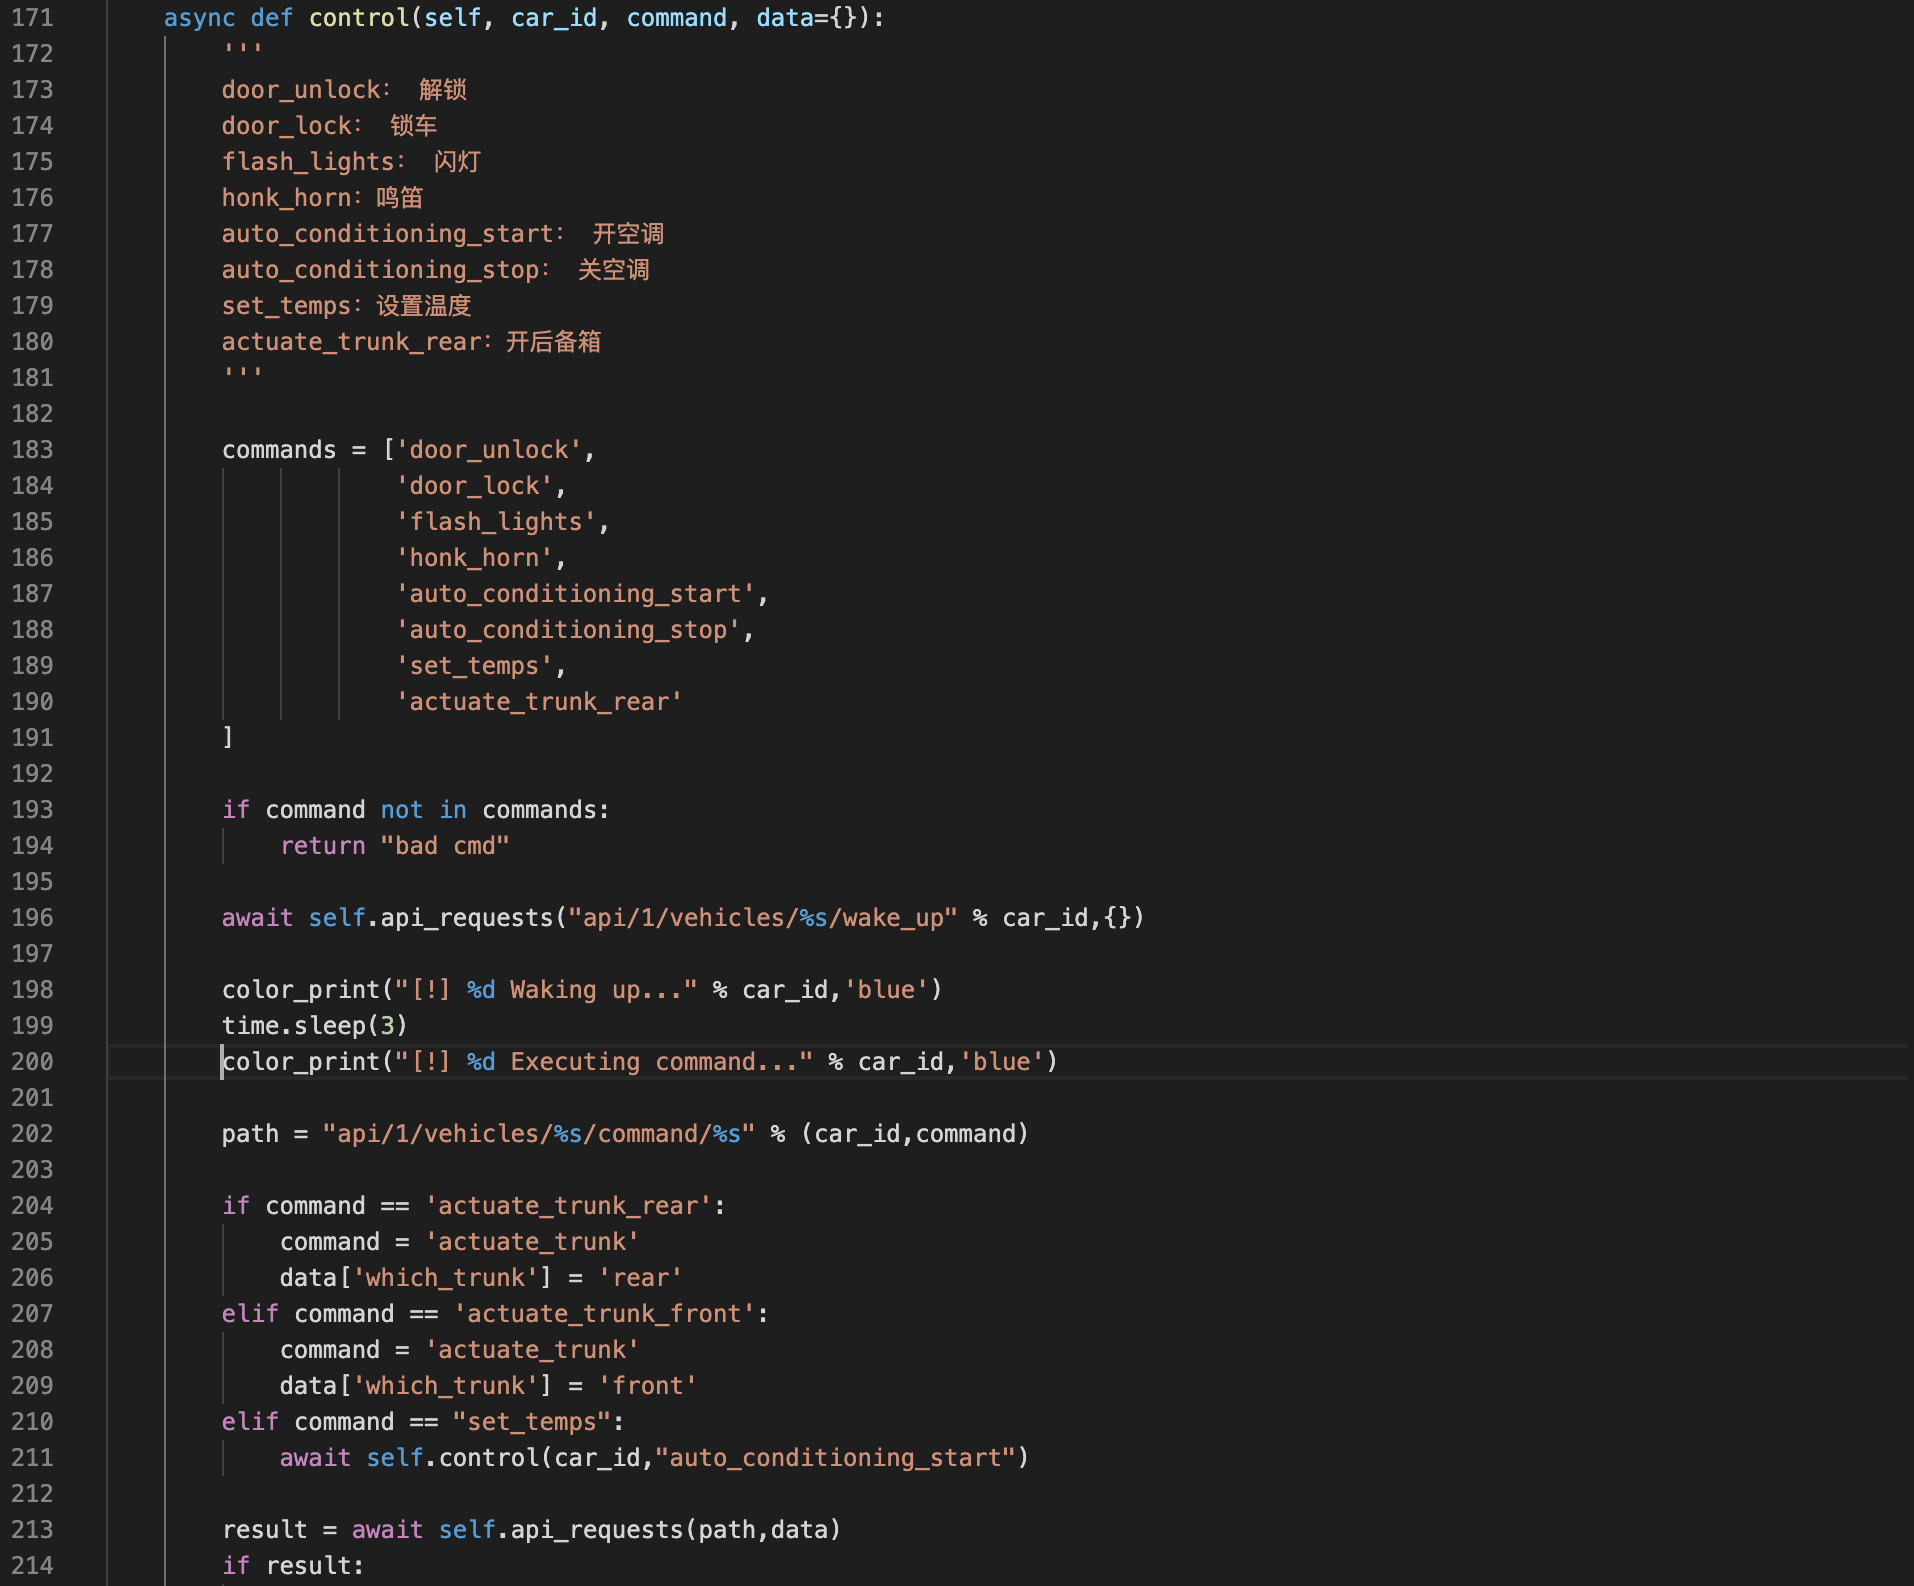 171 async def control(self, car_id, command, data={}):
172 '''
173 door_unlock： 解锁
174 door_lock： 锁车
175 flash_lights： 闪灯
176 honk_horn：鸣笛
177 auto_conditioning_start： 开空调
178 auto_conditioning_stop： 关空调
179 set_temps：设置温度
180 actuate_trunk_rear：开后备箱
181 '''
182
183 commands = ['door_unlock',
184 'door_lock',
185 'flash_lights',
186 'honk_horn',
187 'auto_conditioning_start',
188 'auto_conditioning_stop',
189 'set_temps',
190 'actuate_trunk_rear'
191 ]
192
193 if command not in commands:
194 return "bad cmd"
195
196 await self.api_requests("api/1/vehicles/%s/wake_up" % car_id,{})
197
198 color_print("[!] %d Waking up..." % car_id,'blue')
199 time.sleep(3)
200 color_print("[!] %d Executing command..." % car_id,'blue')
201
202 path = "api/1/vehicles/%s/command/%s" % (car_id,command)
203
204 if command == 'actuate_trunk_rear':
205 command = 'actuate_trunk'
206 data['which_trunk'] = 'rear'
207 elif command == 'actuate_trunk_front':
208 command = 'actuate_trunk'
209 data['which_trunk'] = 'front'
210 elif command == "set_temps":
211 await self.control(car_id,"auto_conditioning_start")
212
213 result = await self.api_requests(path,data)
214 if result: